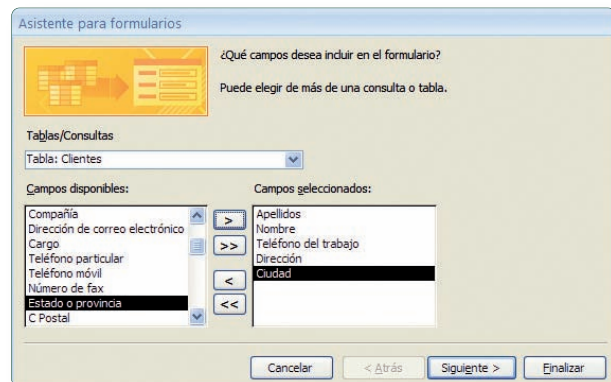 Asistente para formularios
¿Qué campos desea incluir en el formulario?
Puede elegir de más de una consulta o tabla.
Tablas/Consultas
Tabla: Clientes
Campos disponibles:
Campos seleccionados:
Compañía
Dirección de correo electrónico
Cargo
Teléfono particular
Teléfono móvil
Número de fax
Estado o provincia
C Postal
>
>>
<
<<
Apellidos
Nombre
Teléfono del trabajo
Dirección
Ciudad
Cancelar
< Atrás
Siguiente >
Finalizar